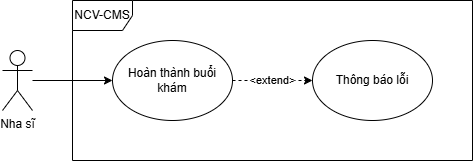 NCV-CMS
Hoàn thành buổi
khám
<extend>
Thông báo lỗi
Nha sĩ